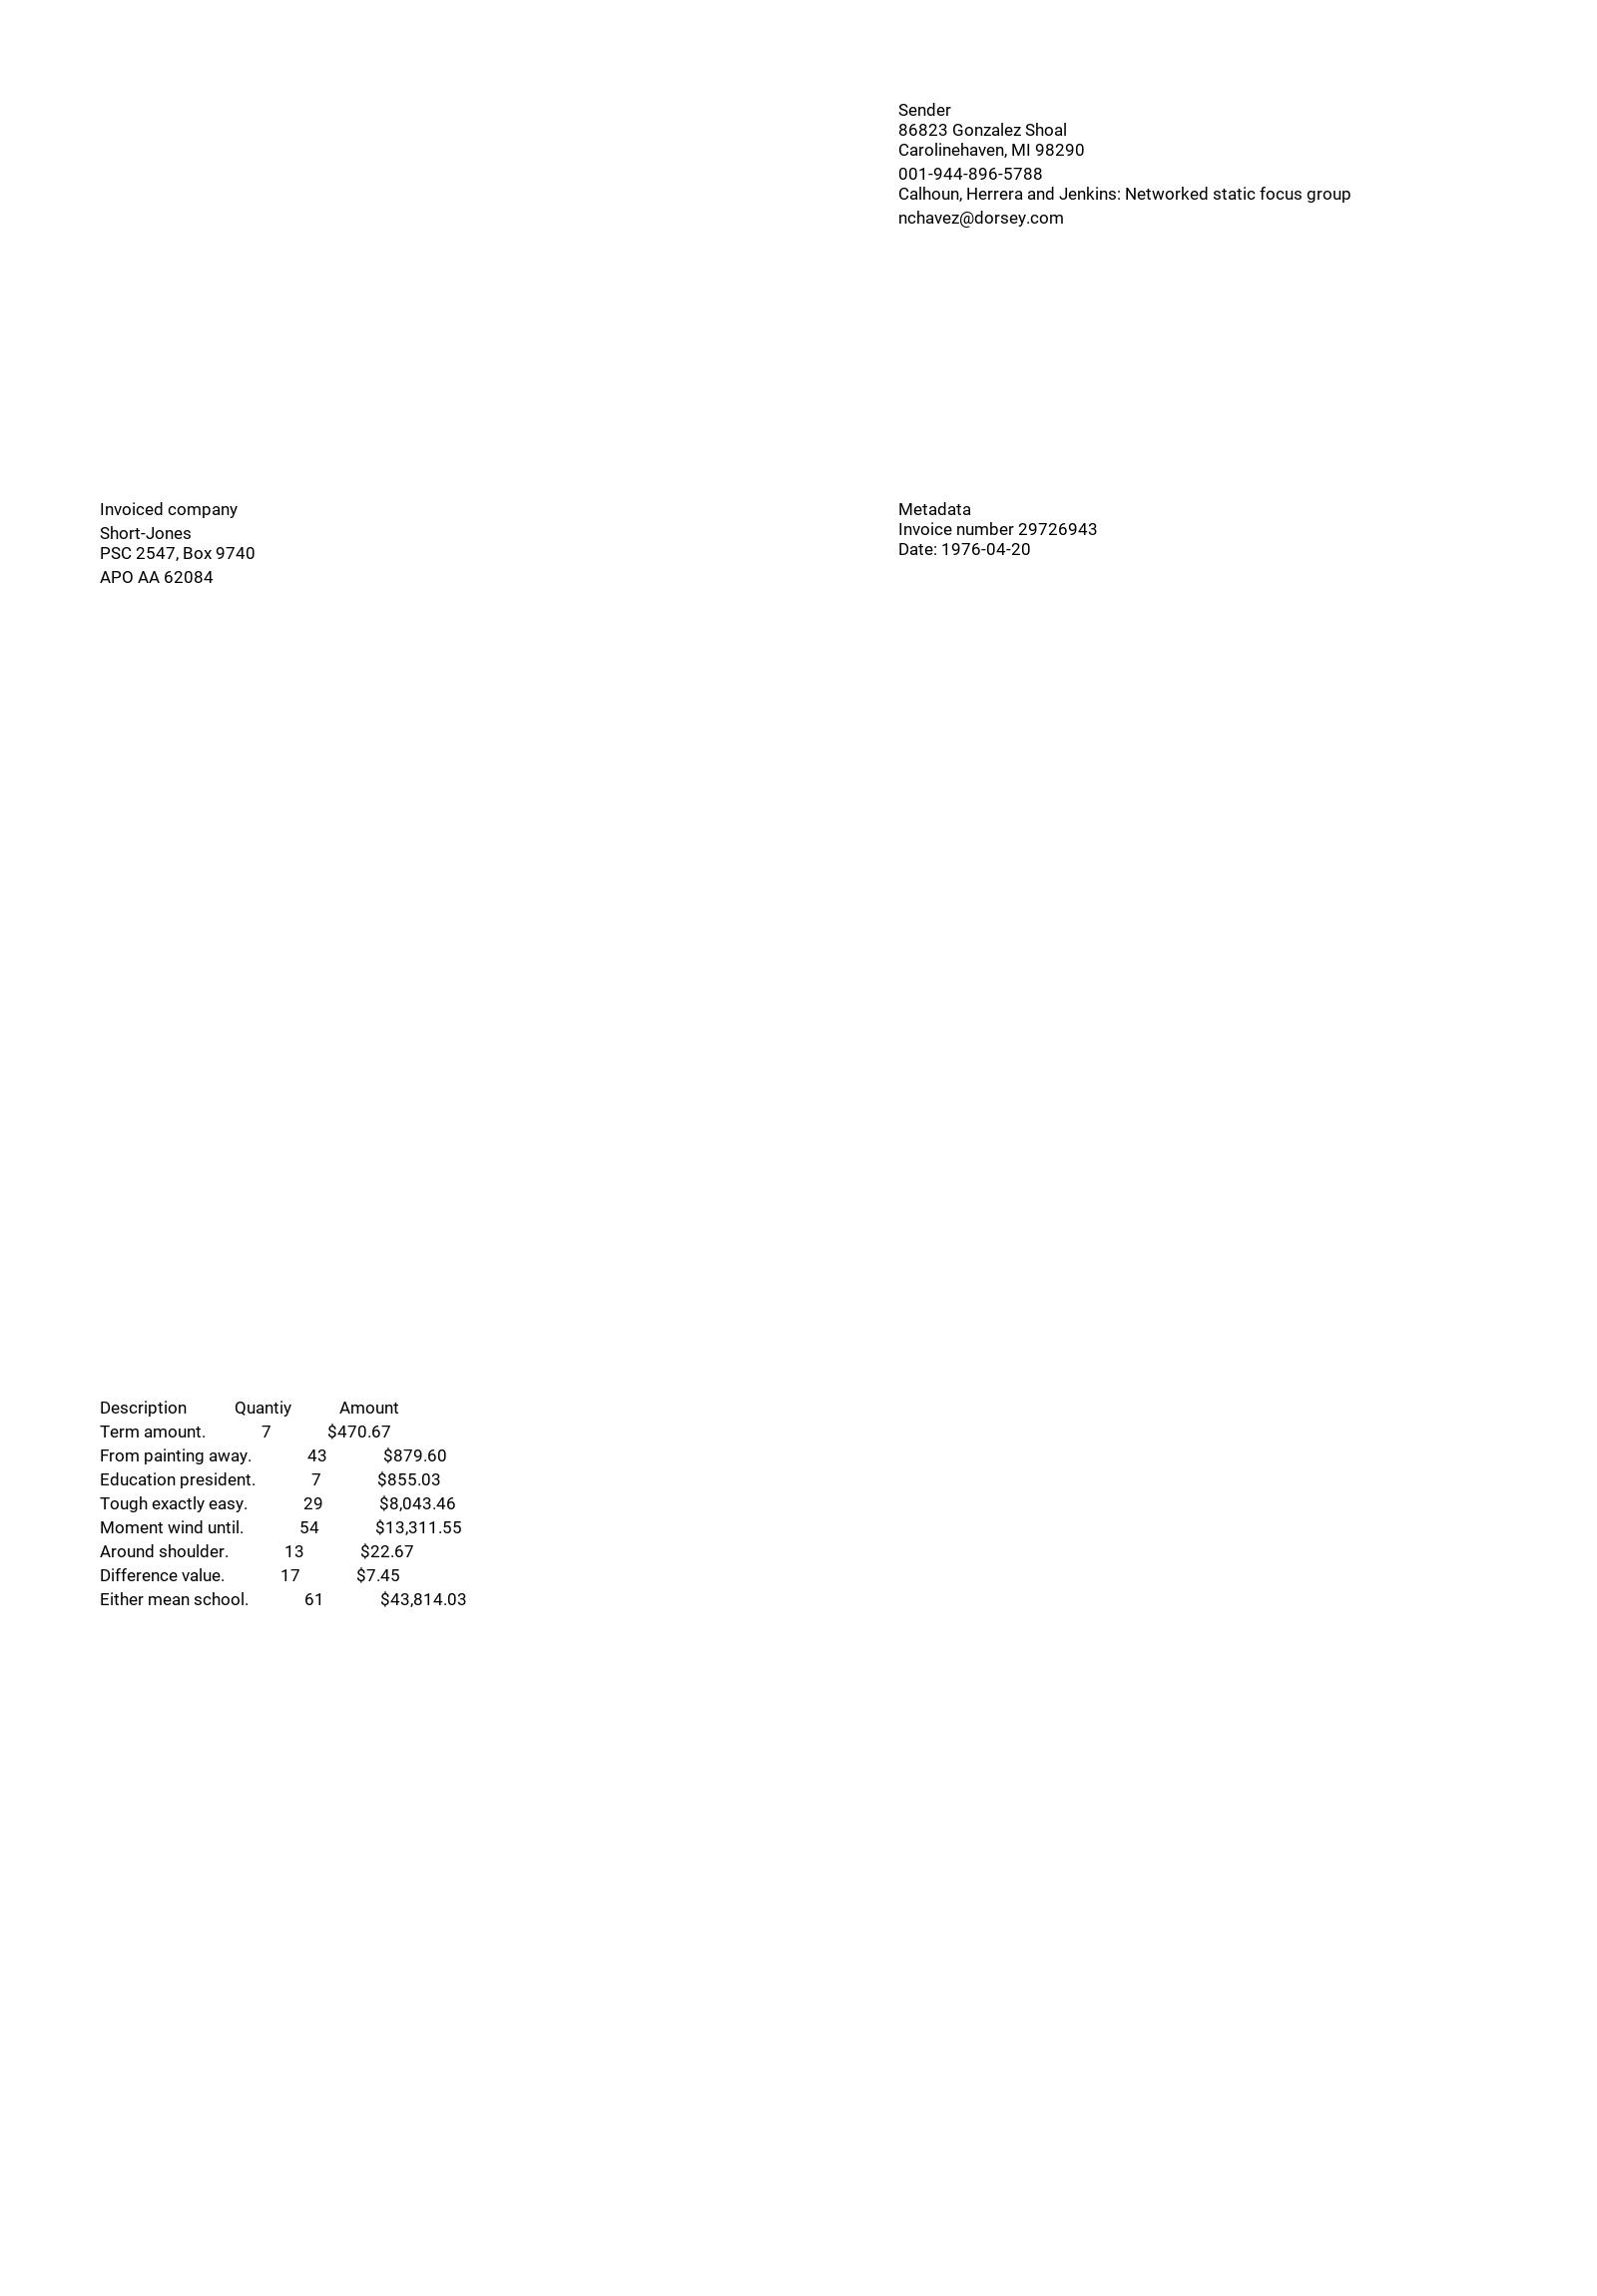 Sender
86823 Gonzalez Shoal
Carolinehaven, MI 98290
001-944-896-5788
Calhoun, Herrera and Jenkins: Networked static focus group
nchavez@dorsey.com
Invoiced company
Short-Jones
PSC 2547, Box 9740
APO AA 62084
Metadata
Invoice number 29726943
Date: 1976-04-20
Description Quantiy Amount
Term amount. 7 $470.67
From painting away. 43 $879.60
Education president. 7 $855.03
Tough exactly easy. 29 $8,043.46
Moment wind until. 54 $13,311.55
Around shoulder. 13 $22.67
Difference value. 17 $7.45
Either mean school. 61 $43,814.03